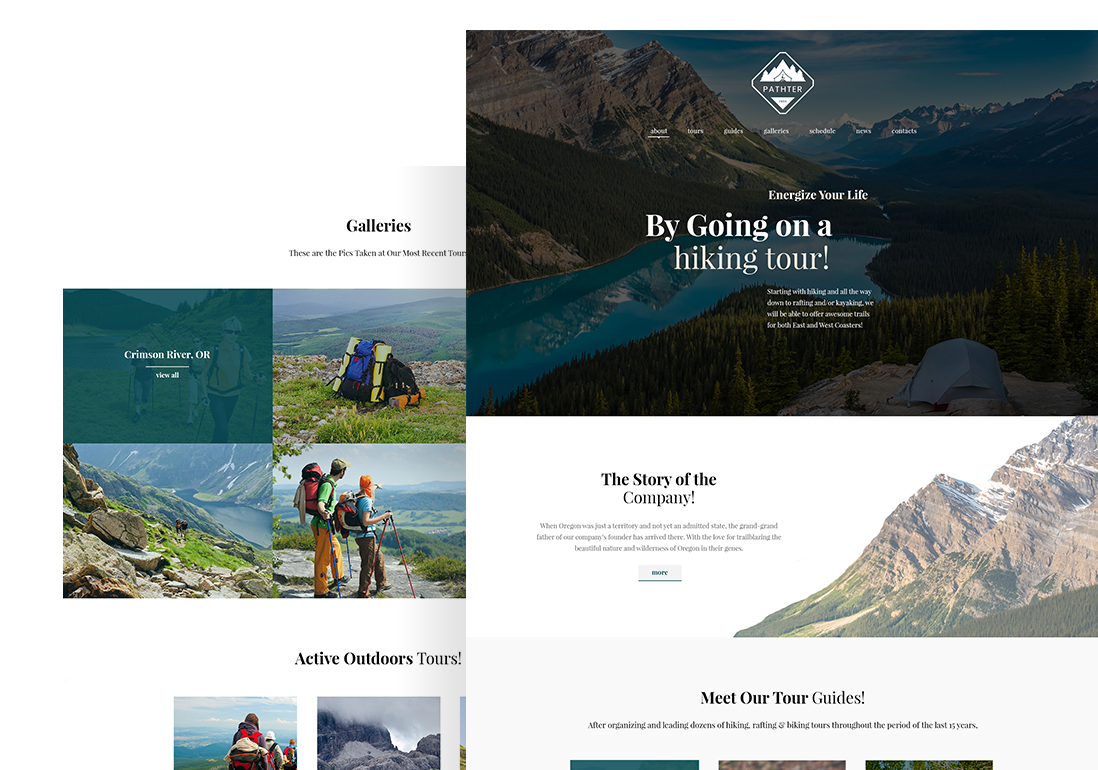 Galleries
These are the Pics Taken at Our Most Recent Tours
Crimson River, OR
view all
Active Outdoors Tours!
PATHTER
about tours guides galleries schedule news contacts
Energize Your Life
By Going on a
hiking tour!
Starting with hiking and all the way
down to rafting and/or kayaking, we
will be able to offer awesome trails
for both East and West Coasters!
The Story of the
Company!
When Oregon was just a territory and not yet an admitted state, the grand-grand
father of our company's founder has arrived there. With the love for trailblazing the
beautiful nature and wilderness of Oregon in their genes.
more
Meet Our Tour Guides!
After organizing and leading dozens of hiking, rafting & biking tours throughout the period of the last 15 years,